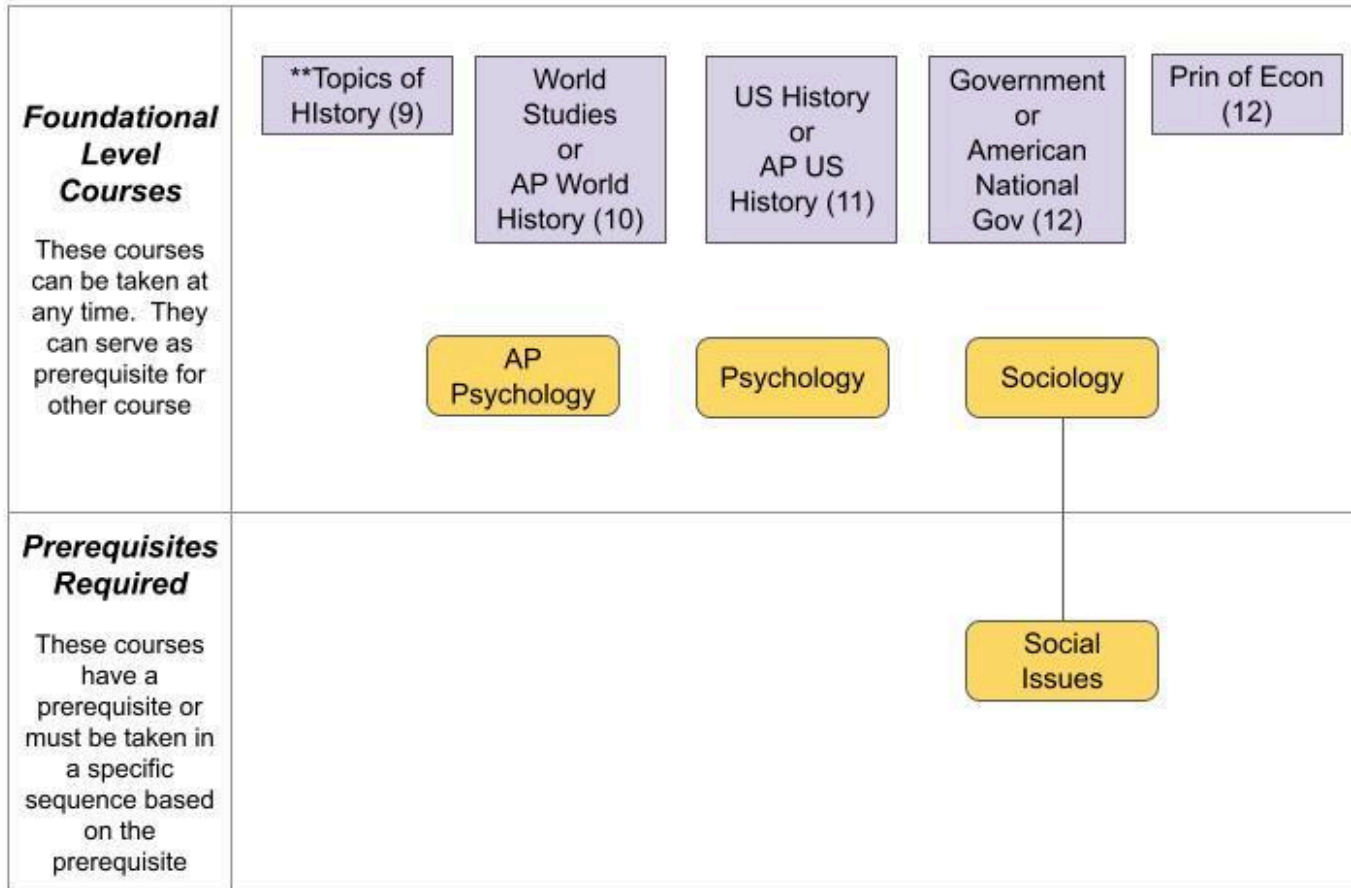 Foundational
Level
Courses
These courses
can be taken at
any time.  They
can serve as
prerequisite for
other course
**Topics of
HIstory (9)
World
Studies
or
AP World
History (10)
US History
or
AP US
History (11)
Government
or
American
National
Gov (12)
Prin of Econ
(12)
AP
Psychology
Psychology
Sociology
Prerequisites
Required
These courses
have a
prerequisite or
must be taken in
a specific
sequence based
on the
prerequisite
Social
Issues